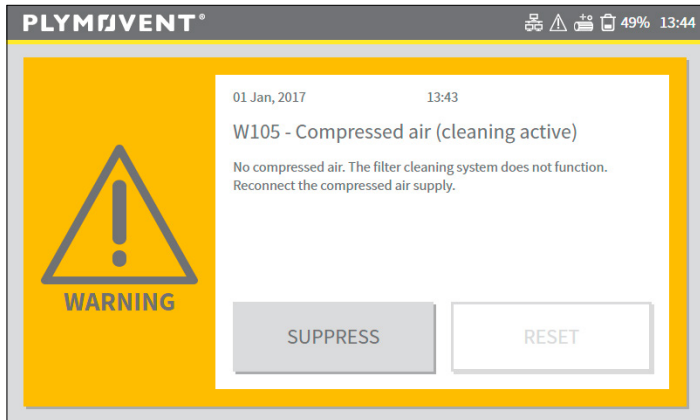 PLYMOVENT®
49% 13:44
01 Jan, 2017 13:43
W105 - Compressed air (cleaning active)
No compressed air. The filter cleaning system does not function.
Reconnect the compressed air supply.
WARNING
SUPPRESS RESET